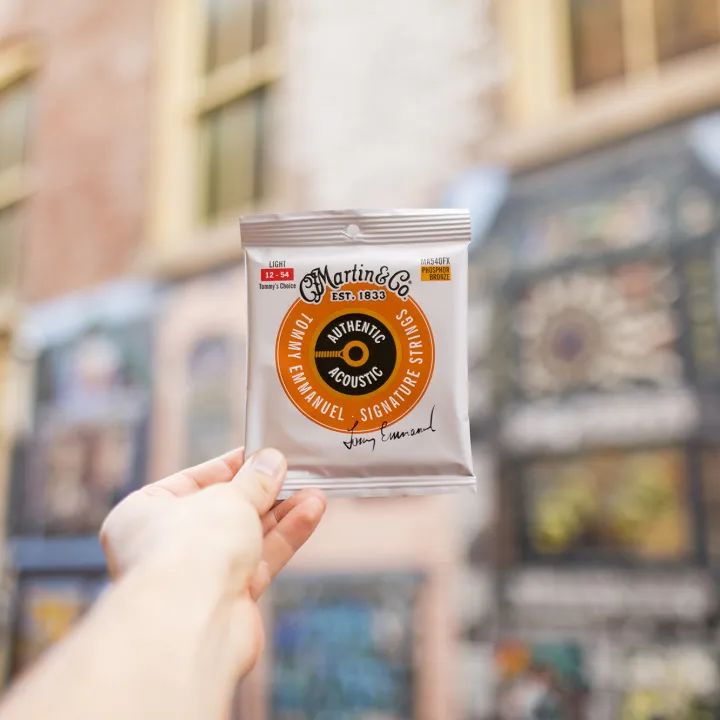 LIGHT
12 - 54
Tommy's Choice
MA540FX
PHOSPHOR
BRONZE
Martin & Co.
EST. 1833
AUTHENTIC
ACOUSTIC
TOMMY EMMANUEL · SIGNATURE STRINGS
Tommy Emmanuel